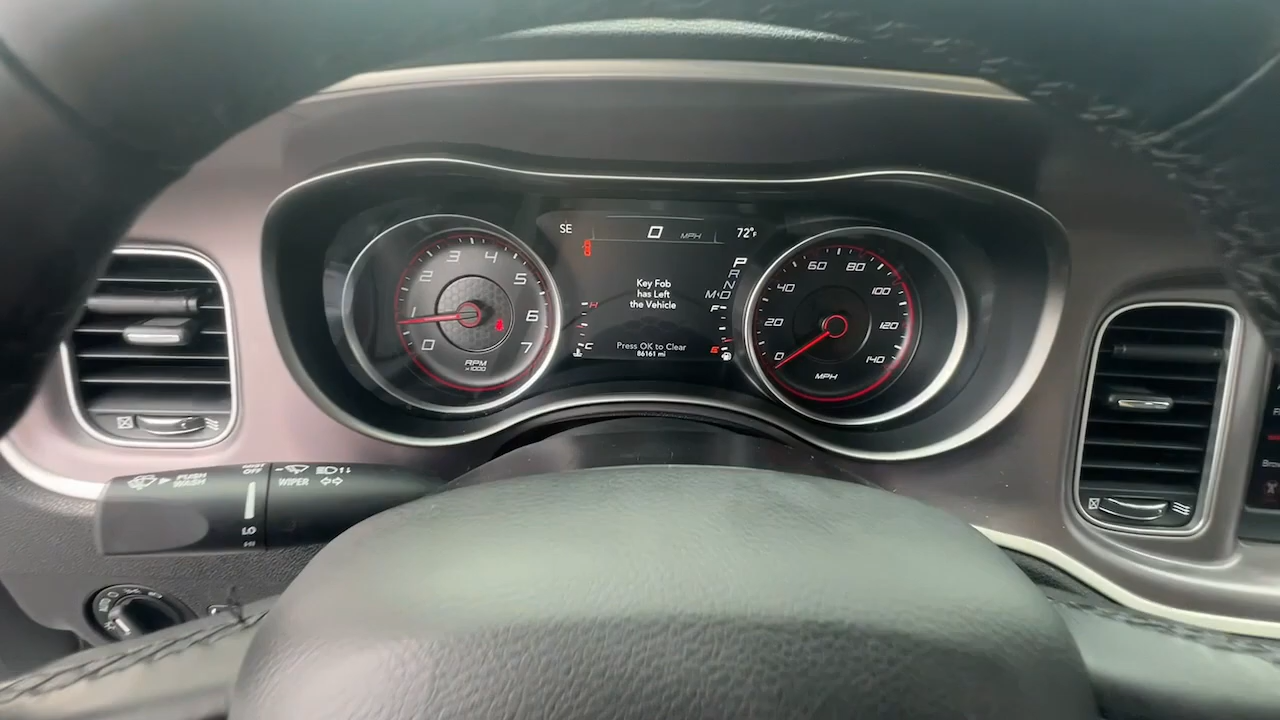 SE
0 MPH
72°F
Key Fob
has Left
the Vehicle
Press OK to Clear
86161 mi
P
R
N
M D
H
C
F
E
0
1
2
3
4
5
6
7
RPM
x1000
0
20
40
60
80
100
120
140
MPH
PUSH
WASH
OFF
LO
WIPER